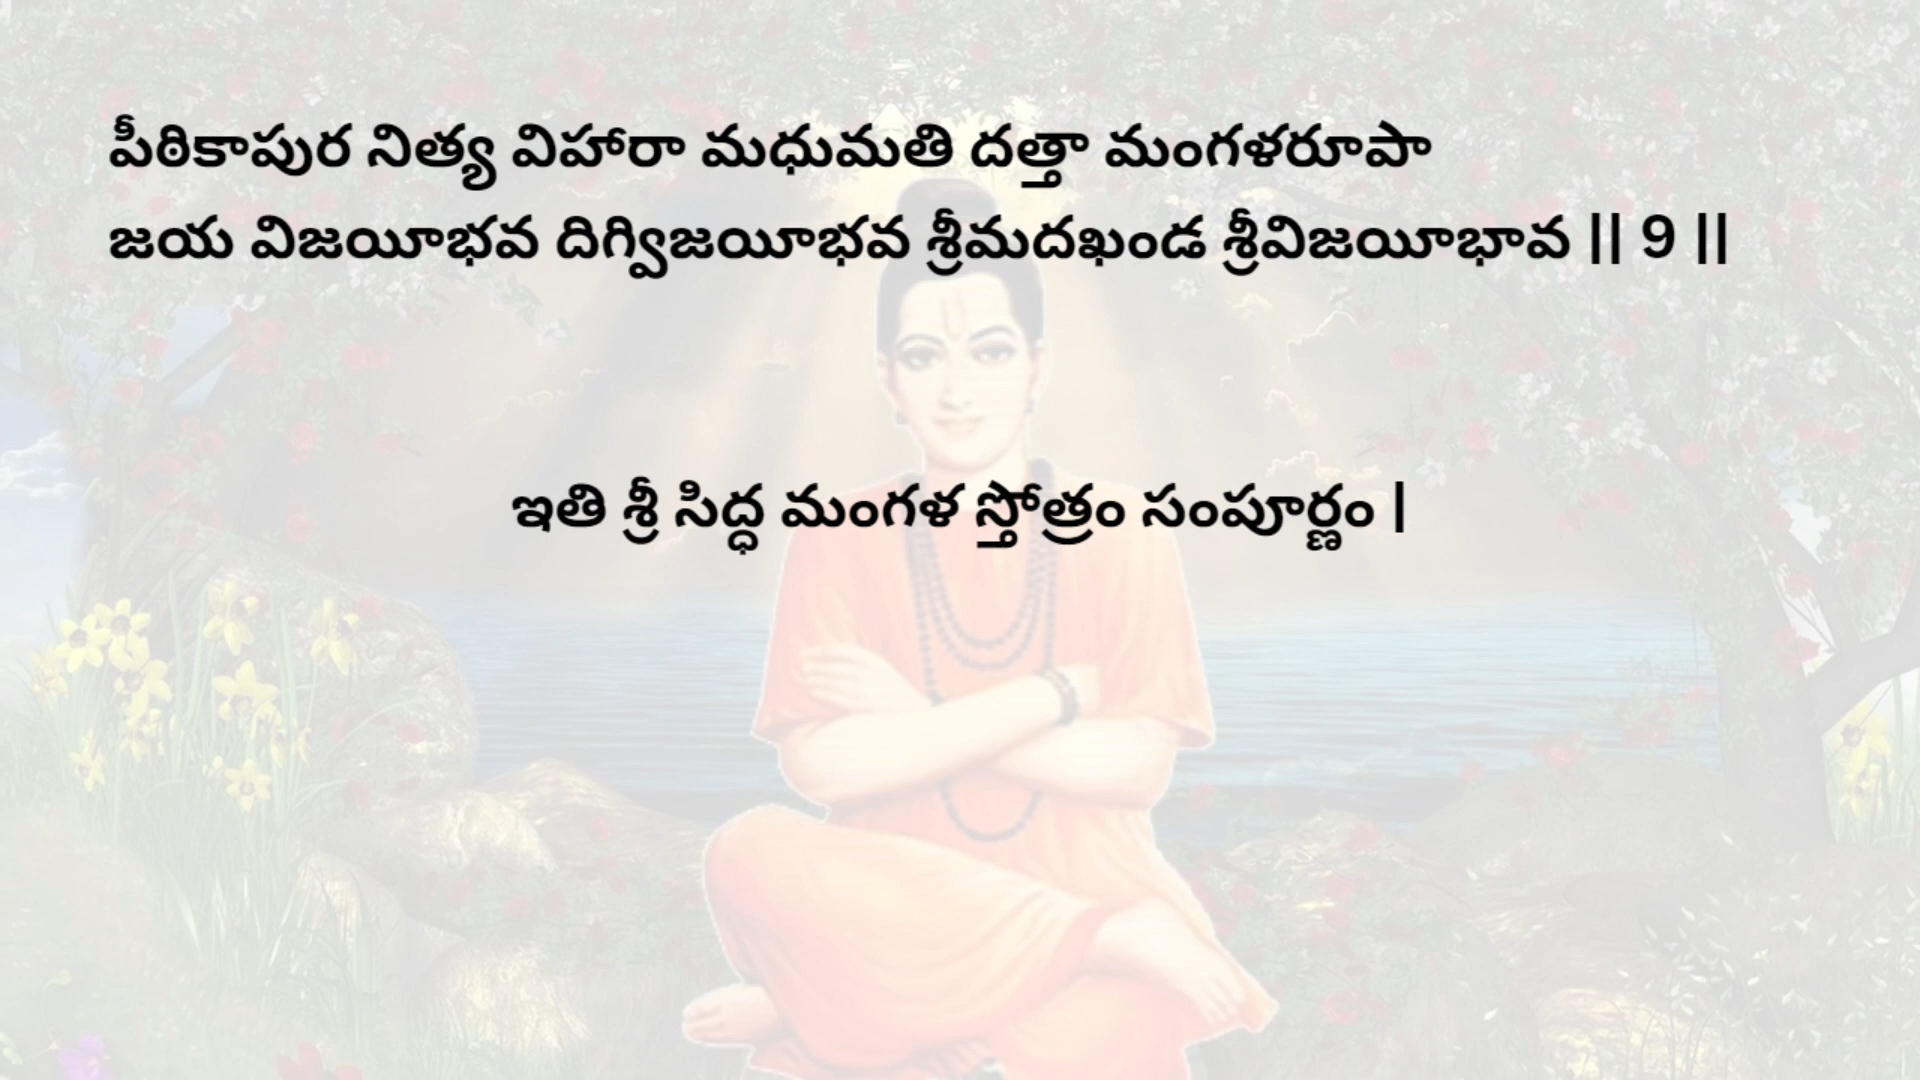 పీఠికాపుర నిత్య విహారా మధుమతి దత్తా మంగళరూపా
జయ విజయీభవ దిగ్విజయీభవ శ్రీమదఖండ శ్రీవిజయీభావ || 9 ||
ఇతి శ్రీ సిద్ధ మంగళ స్తోత్రం సంపూర్ణం |